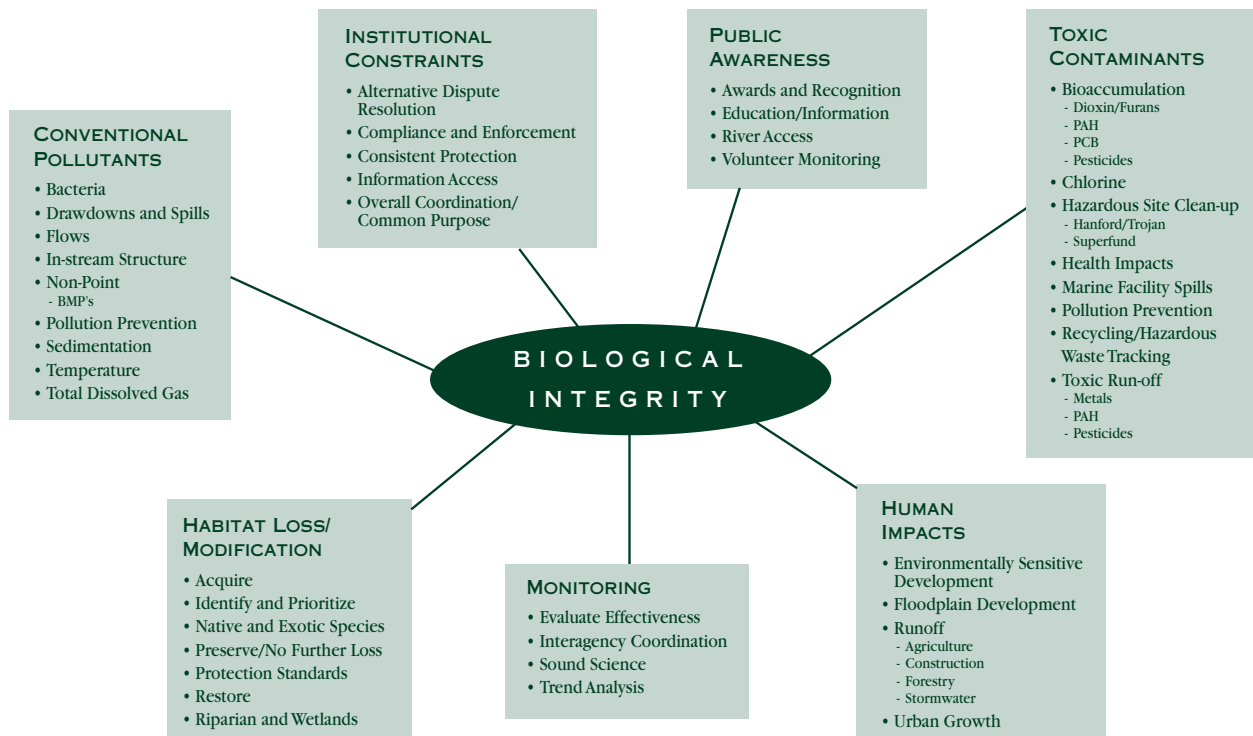 CONVENTIONAL
POLLUTANTS
• Bacteria
• Drawdowns and Spills
• Flows
• In-stream Structure
• Non-Point
- BMP's
• Pollution Prevention
• Sedimentation
• Temperature
• Total Dissolved Gas
INSTITUTIONAL
CONSTRAINTS
• Alternative Dispute
Resolution
• Compliance and Enforcement
• Consistent Protection
• Information Access
• Overall Coordination/
Common Purpose
PUBLIC
AWARENESS
• Awards and Recognition
• Education/Information
• River Access
• Volunteer Monitoring
TOXIC
CONTAMINANTS
• Bioaccumulation
- Dioxin/Furans
- PAH
- PCB
- Pesticides
• Chlorine
• Hazardous Site Clean-up
- Hanford/Trojan
- Superfund
• Health Impacts
• Marine Facility Spills
• Pollution Prevention
• Recycling/Hazardous
Waste Tracking
• Toxic Run-off
- Metals
- PAH
- Pesticides
BIOLOGICAL
INTEGRITY
HABITAT LOSS/
MODIFICATION
• Acquire
• Identify and Prioritize
• Native and Exotic Species
• Preserve/No Further Loss
• Protection Standards
• Restore
• Riparian and Wetlands
MONITORING
• Evaluate Effectiveness
• Interagency Coordination
• Sound Science
• Trend Analysis
HUMAN
IMPACTS
• Environmentally Sensitive
Development
• Floodplain Development
• Runoff
- Agriculture
- Construction
- Forestry
- Stormwater
• Urban Growth